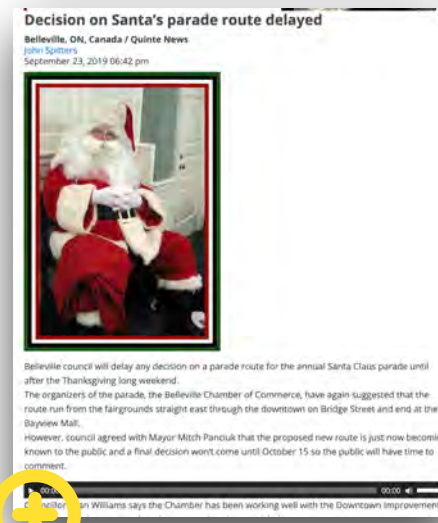 Decision on Santa's parade route delayed
Belleville, ON, Canada / Quinte News
John Spitters
September 23, 2019 06:42 pm
Belleville council will delay any decision on a parade route for the annual Santa Claus parade until
after the Thanksgiving long weekend.
The organizers of the parade, the Belleville Chamber of Commerce, have again suggested that the
route run from the fairgrounds straight east through the downtown on Bridge Street and end at the
Bayview Mall.
However, council agreed with Mayor Mitch Panciuk that the proposed new route is just now becomi
known to the public and a final decision won't come until October 15 so the public will have time to
comment.
00:00
an Williams says the Chamber has been working well with the Downtown Improvement